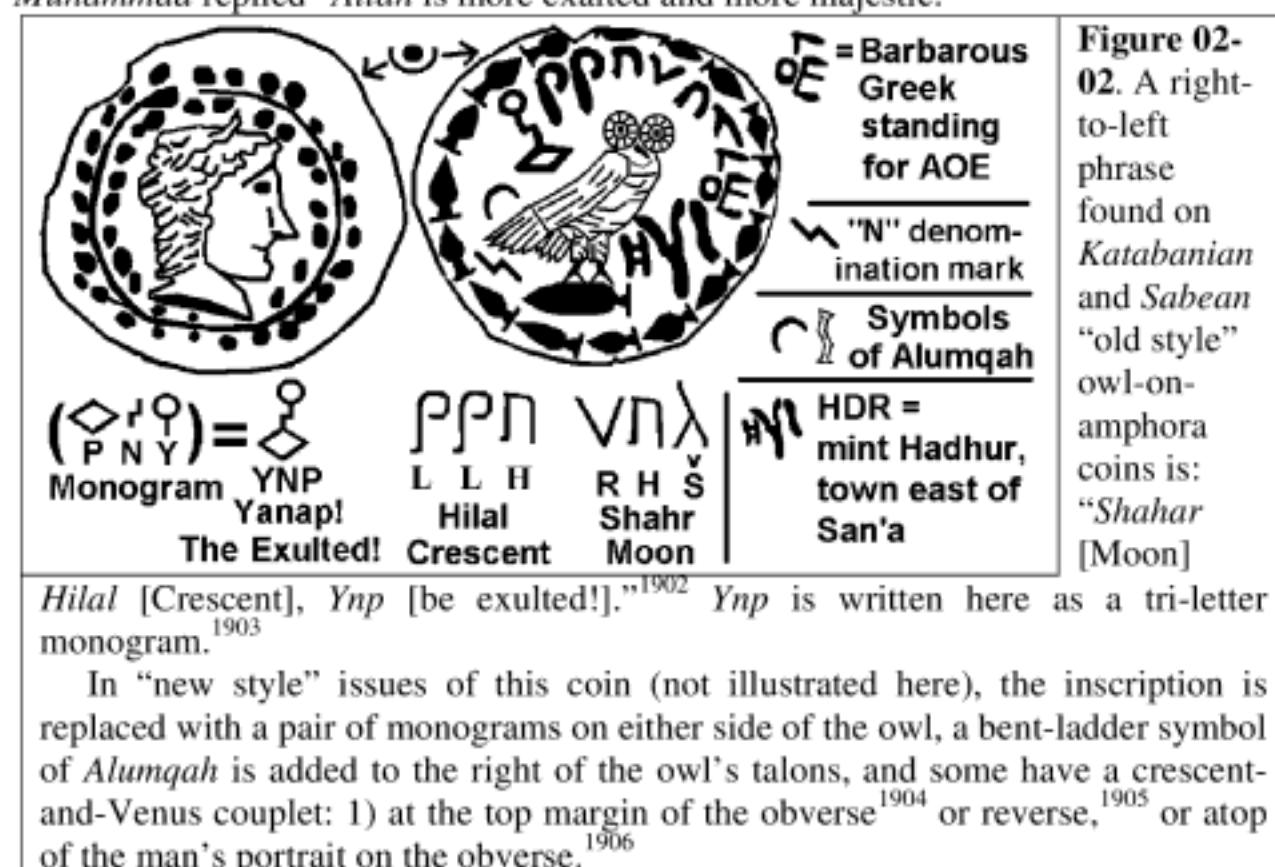 Muhammad replied "Allah is more exalted and more majestic."
= Barbarous
Greek
standing
for AOE
"N" denom-
ination mark
Symbols
of Alumqah
HDR =
mint Hadhur,
town east of
San'a
P N Y
Monogram
YNP
Yanap!
The Exulted!
L L H
Hilal
Crescent
R H Š
Shahr
Moon
Figure 02-
02. A right-
to-left
phrase
found on
Katabanian
and Sabean
“old style”
owl-on-
amphora
coins is:
“Shahar
[Moon]
Hilal [Crescent], Ynp [be exulted!].”1902 Ynp is written here as a tri-letter
monogram.1903
In “new style” issues of this coin (not illustrated here), the inscription is
replaced with a pair of monograms on either side of the owl, a bent-ladder symbol
of Alumqah is added to the right of the owl’s talons, and some have a crescent-
and-Venus couplet: 1) at the top margin of the obverse1904 or reverse,1905 or atop
of the man’s portrait on the obverse.1906